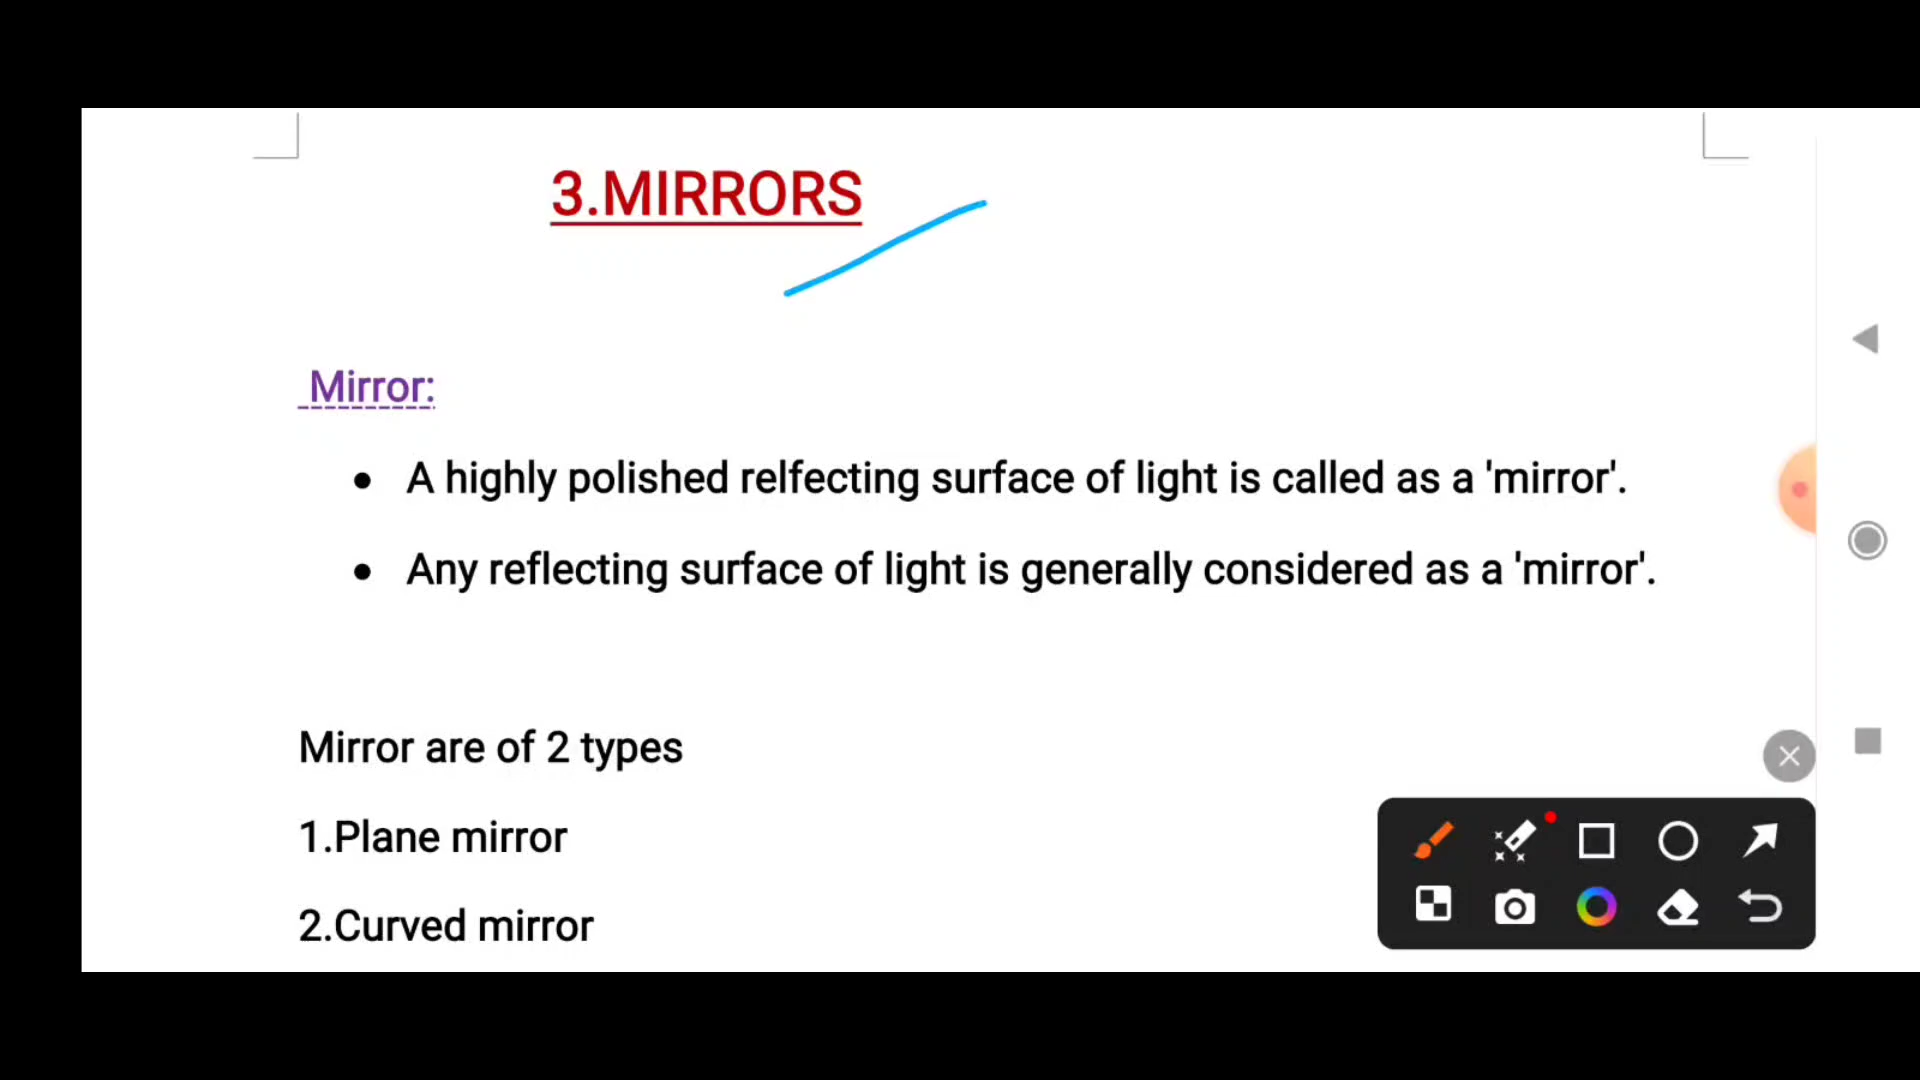 3.MIRRORS
Mirror:
• A highly polished relfecting surface of light is called as a 'mirror'.
• Any reflecting surface of light is generally considered as a 'mirror'.
Mirror are of 2 types
1.Plane mirror
2.Curved mirror